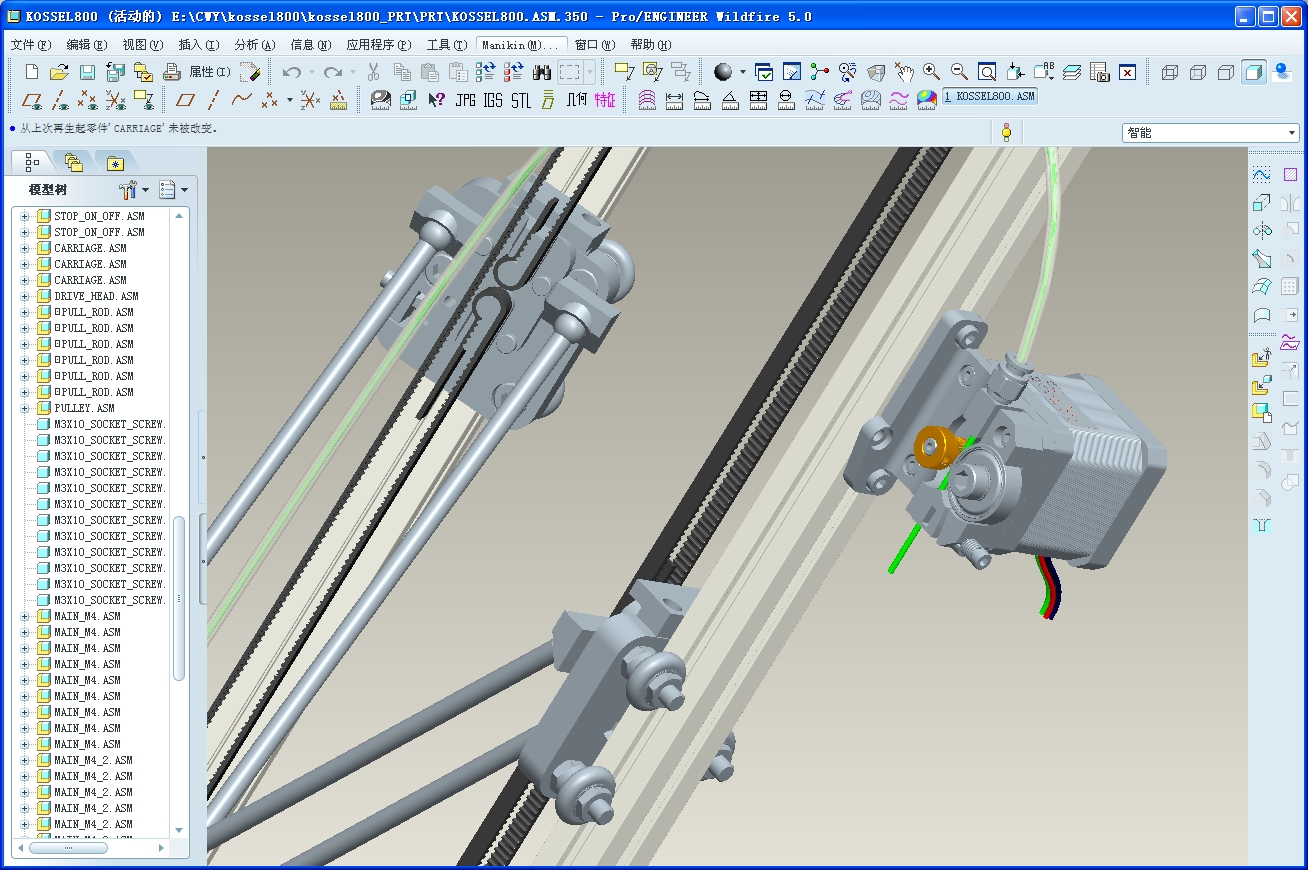 KOSSEL800 (活动的) E:\CWY\kossel800\kossel800_PRT\PRT\KOSSEL800.ASM.350 - Pro/ENGINEER Wildfire 5.0
文件(F) 编辑(E) 视图(V) 插入(I) 分析(A) 信息(N) 应用程序(P) 工具(T) Manikin(M)... 窗口(W) 帮助(H)
属性(I)
JPG IGS STL 几何 特征 1 KOSSEL800.ASM
从上次再生起零件'CARRIAGE'未被改变.
智能
模型树
STOP_ON_OFF.ASM
STOP_ON_OFF.ASM
CARRIAGE.ASM
CARRIAGE.ASM
CARRIAGE.ASM
DRIVE_HEAD.ASM
PULL_ROD.ASM
PULL_ROD.ASM
PULL_ROD.ASM
PULL_ROD.ASM
PULL_ROD.ASM
PULL_ROD.ASM
PULLEY.ASM
M3X10_SOCKET_SCREW.
M3X10_SOCKET_SCREW.
M3X10_SOCKET_SCREW.
M3X10_SOCKET_SCREW.
M3X10_SOCKET_SCREW.
M3X10_SOCKET_SCREW.
M3X10_SOCKET_SCREW.
M3X10_SOCKET_SCREW.
M3X10_SOCKET_SCREW.
M3X10_SOCKET_SCREW.
M3X10_SOCKET_SCREW.
M3X10_SOCKET_SCREW.
MAIN_M4.ASM
MAIN_M4.ASM
MAIN_M4.ASM
MAIN_M4.ASM
MAIN_M4.ASM
MAIN_M4.ASM
MAIN_M4.ASM
MAIN_M4.ASM
MAIN_M4.ASM
MAIN_M4_2.ASM
MAIN_M4_2.ASM
MAIN_M4_2.ASM
MAIN_M4_2.ASM
MAIN_M4_2.ASM